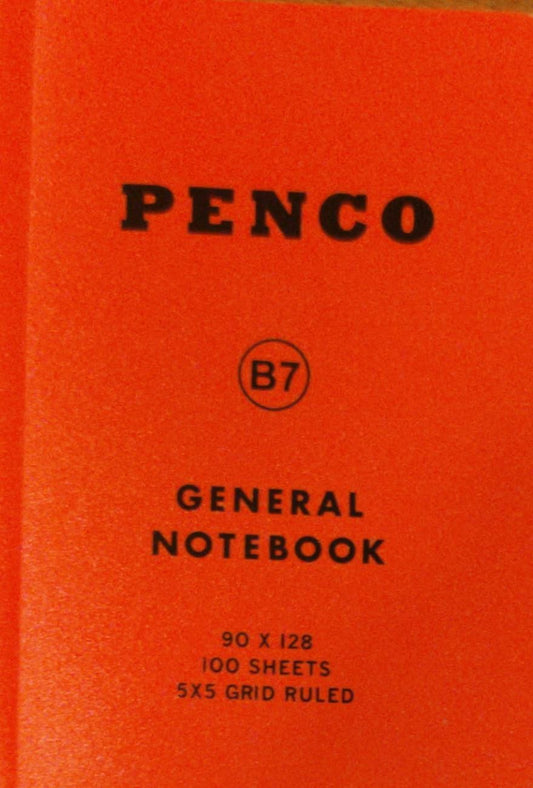 PENCO
B7
GENERAL
NOTEBOOK
90 X 128
100 SHEETS
5X5 GRID RULED